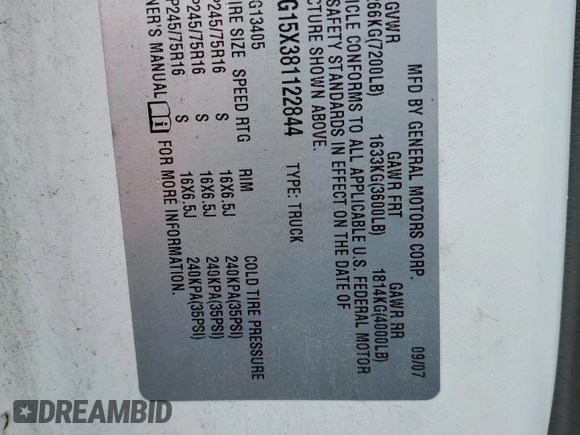 MFD BY GENERAL MOTORS CORP. 09/07
GVWR GAWR FRT GAWR RR
266KG(7200LB) 1633KG(3600LB) 1814KG(4000LB)
ICLE CONFORMS TO ALL APPLICABLE U.S. FEDERAL MOTOR
SAFETY STANDARDS IN EFFECT ON THE DATE OF
CTURE SHOWN ABOVE.
G15X381122844 TYPE: TRUCK
G13405
IRE SIZE SPEED RTG RIM COLD TIRE PRESSURE
P245/75R16 S 16X6.5J 240KPA(35PSI)
P245/75R16 S 16X6.5J 240KPA(35PSI)
P245/75R16 S 16X6.5J 240KPA(35PSI)
NER'S MANUAL i FOR MORE INFORMATION.
DREAMBID